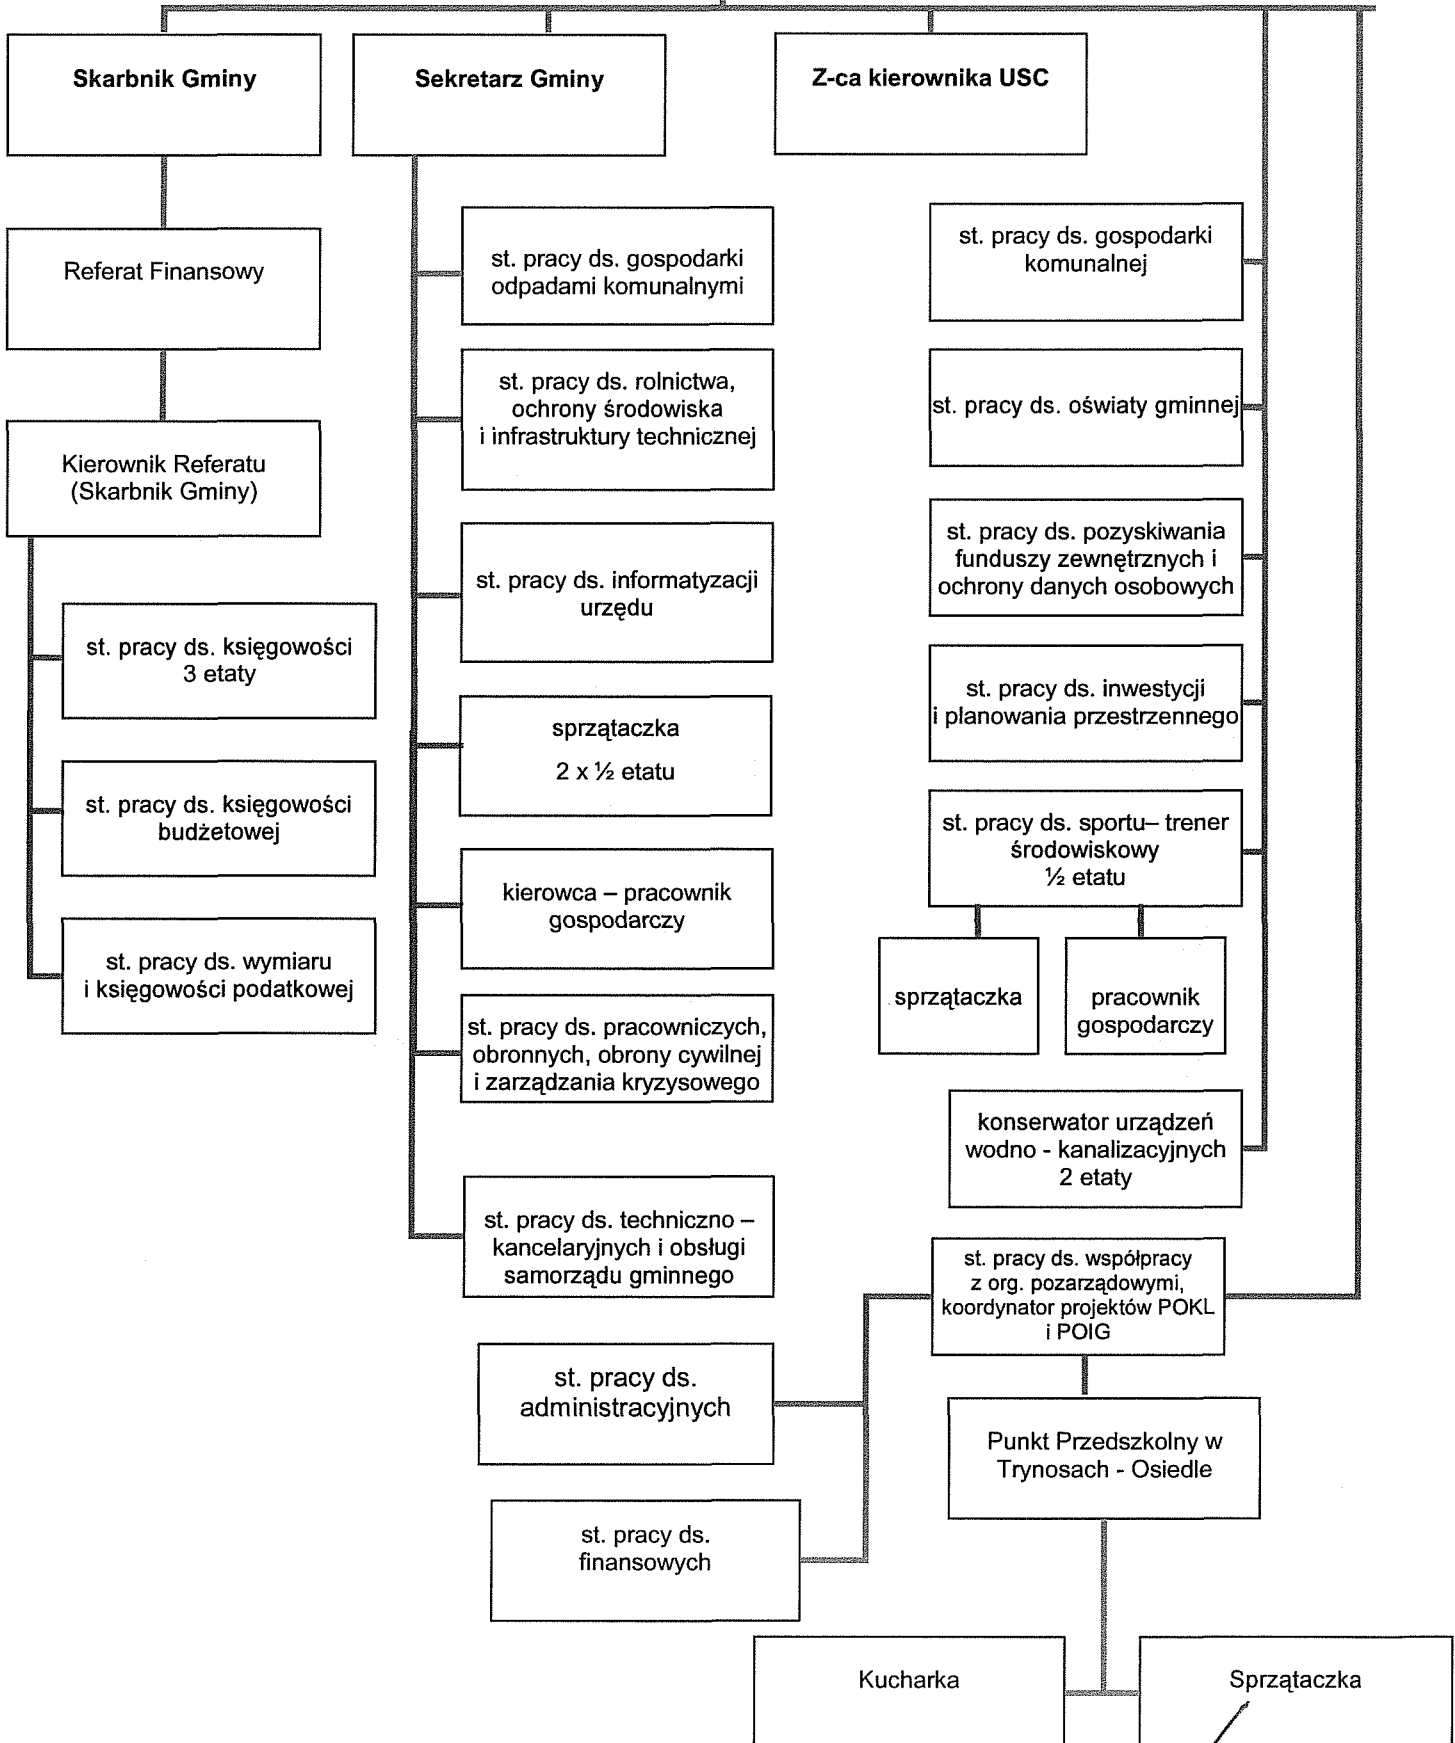 Skarbnik Gminy
Sekretarz Gminy
Z-ca kierownika USC
Referat Finansowy
Kierownik Referatu
(Skarbnik Gminy)
st. pracy ds. księgowości
3 etaty
st. pracy ds. księgowości
budżetowej
st. pracy ds. wymiaru
i księgowości podatkowej
st. pracy ds. gospodarki
odpadami komunalnymi
st. pracy ds. rolnictwa,
ochrony środowiska
i infrastruktury technicznej
st. pracy ds. informatyzacji
urzędu
sprzątaczka
2 x ½ etatu
kierowca – pracownik
gospodarczy
st. pracy ds. pracowniczych,
obronnych, obrony cywilnej
i zarządzania kryzysowego
st. pracy ds. techniczno –
kancelaryjnych i obsługi
samorządu gminnego
st. pracy ds. gospodarki
komunalnej
st. pracy ds. oświaty gminnej
st. pracy ds. pozyskiwania
funduszy zewnętrznych i
ochrony danych osobowych
st. pracy ds. inwestycji
i planowania przestrzennego
st. pracy ds. sportu– trener
środowiskowy
½ etatu
sprzątaczka
pracownik
gospodarczy
konserwator urządzeń
wodno - kanalizacyjnych
2 etaty
st. pracy ds. współpracy
z org. pozarządowymi,
koordynator projektów POKL
i POIG
st. pracy ds.
administracyjnych
st. pracy ds.
finansowych
Punkt Przedszkolny w
Trynosach - Osiedle
Kucharka
Sprzątaczka